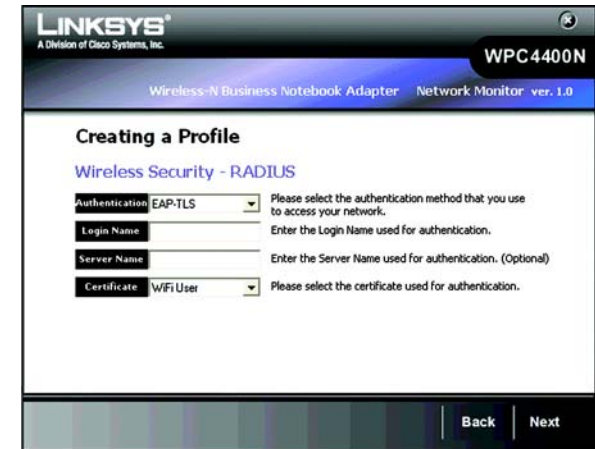 LINKSYS®
A Division of Cisco Systems, Inc.
WPC4400N
Wireless-N Business Notebook Adapter Network Monitor ver. 1.0
Creating a Profile
Wireless Security - RADIUS
Authentication EAP-TLS Please select the authentication method that you use
to access your network.
Login Name Enter the Login Name used for authentication.
Server Name Enter the Server Name used for authentication. (Optional)
Certificate WiFi User Please select the certificate used for authentication.
Back Next